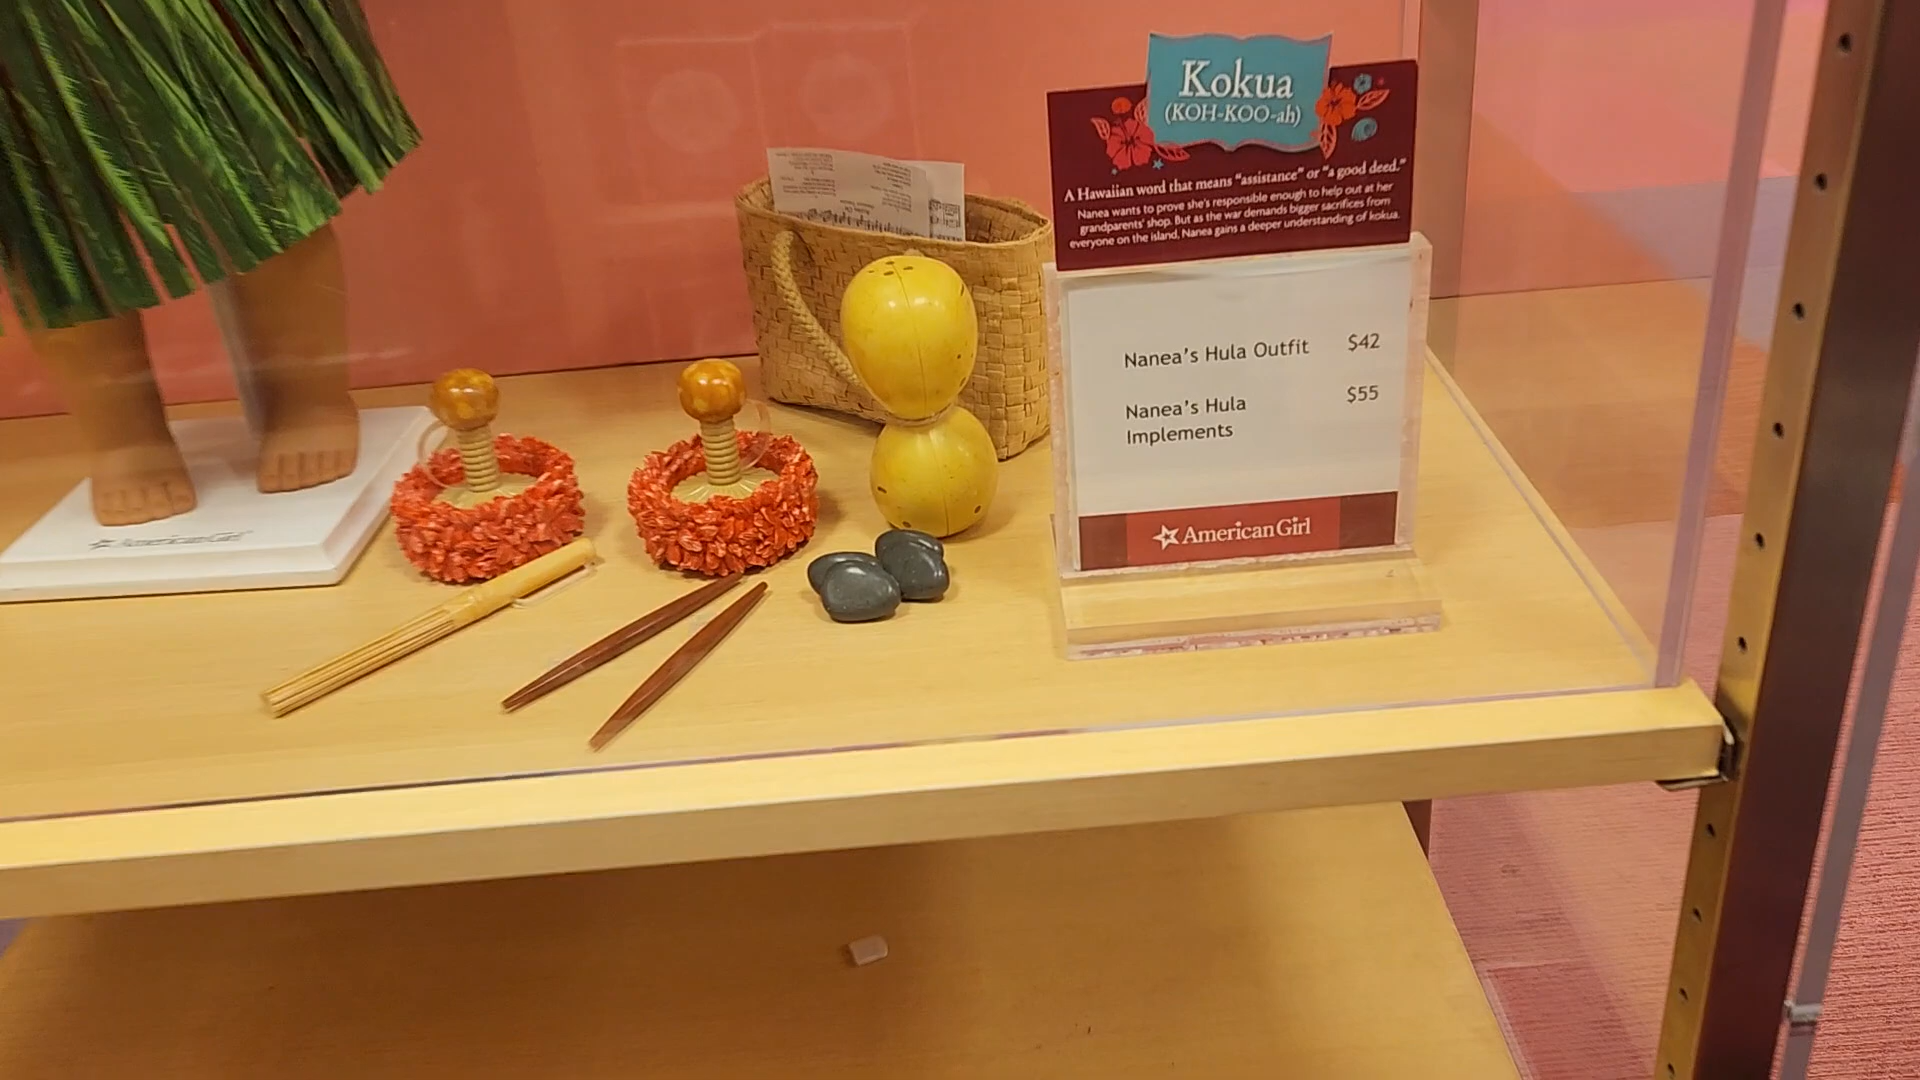 Kokua
(KOH-KOO-ah)
A Hawaiian word that means “assistance” or “a good deed.”
Nanea wants to prove she’s responsible enough to help out at her
grandparents’ shop. But as the war demands bigger sacrifices from
everyone on the island, Nanea gains a deeper understanding of kokua.
Nanea’s Hula Outfit $42
Nanea’s Hula $55
Implements
American Girl
American Girl